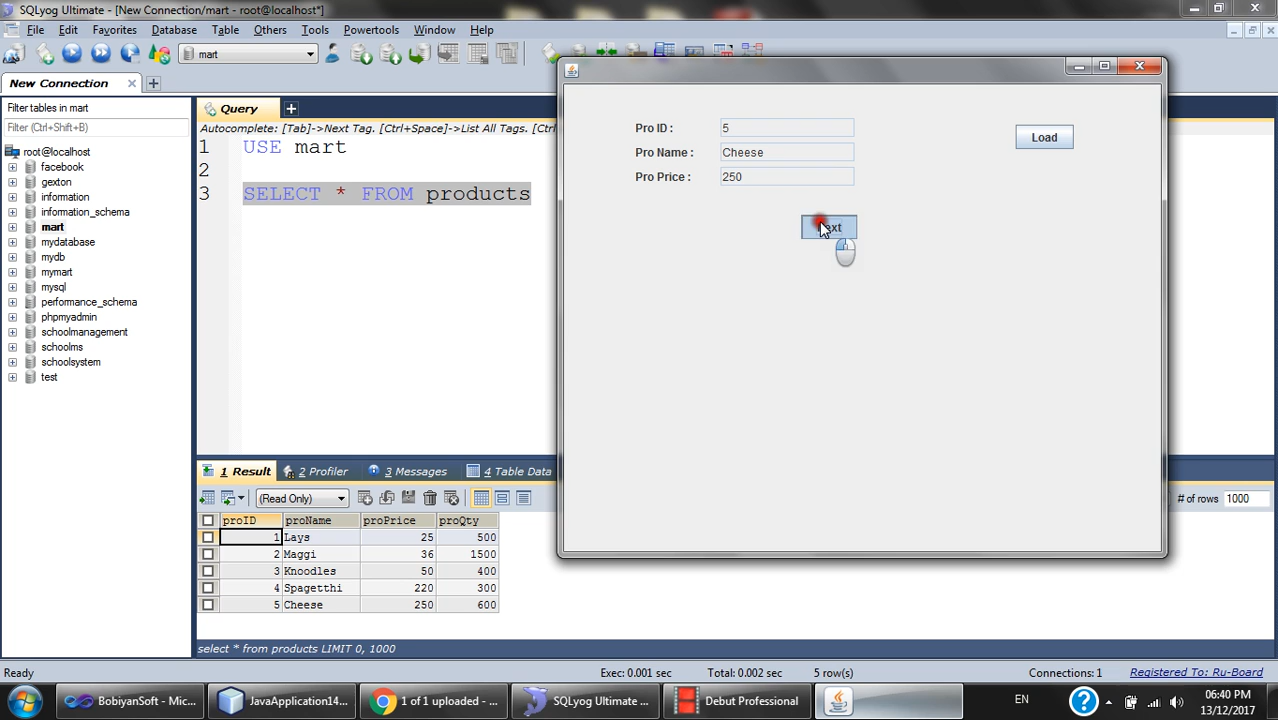 SQLyog Ultimate - [New Connection/mart - root@localhost*]
File Edit Favorites Database Table Others Tools Powertools Window Help
mart
New Connection
Filter tables in mart
Filter (Ctrl+Shift+B)
root@localhost
facebook
gexton
information
information_schema
mart
mydatabase
mydb
mymart
mysql
performance_schema
phpmyadmin
schoolmanagement
schoolms
schoolsystem
test
Query
Autocomplete: [Tab]->Next Tag. [Ctrl+Space]->List All Tags. [Ctrl
1 USE mart
2
3 SELECT * FROM products
Pro ID : 5
Pro Name : Cheese
Pro Price : 250
Load
1 Result 2 Profiler 3 Messages 4 Table Data
(Read Only)
# of rows 1000
proID proName proPrice proQty
1 Lays 25 500
2 Maggi 36 1500
3 Knoodles 50 400
4 Spagetthi 220 300
5 Cheese 250 600
select * from products LIMIT 0, 1000
Ready Exec: 0.001 sec Total: 0.002 sec 5 row(s) Connections: 1 Registered To: Ru-Board
BobiyanSoft - Mic... JavaApplication14... 1 of 1 uploaded - ... SQLyog Ultimate ... Debut Professional EN
06:40 PM
13/12/2017